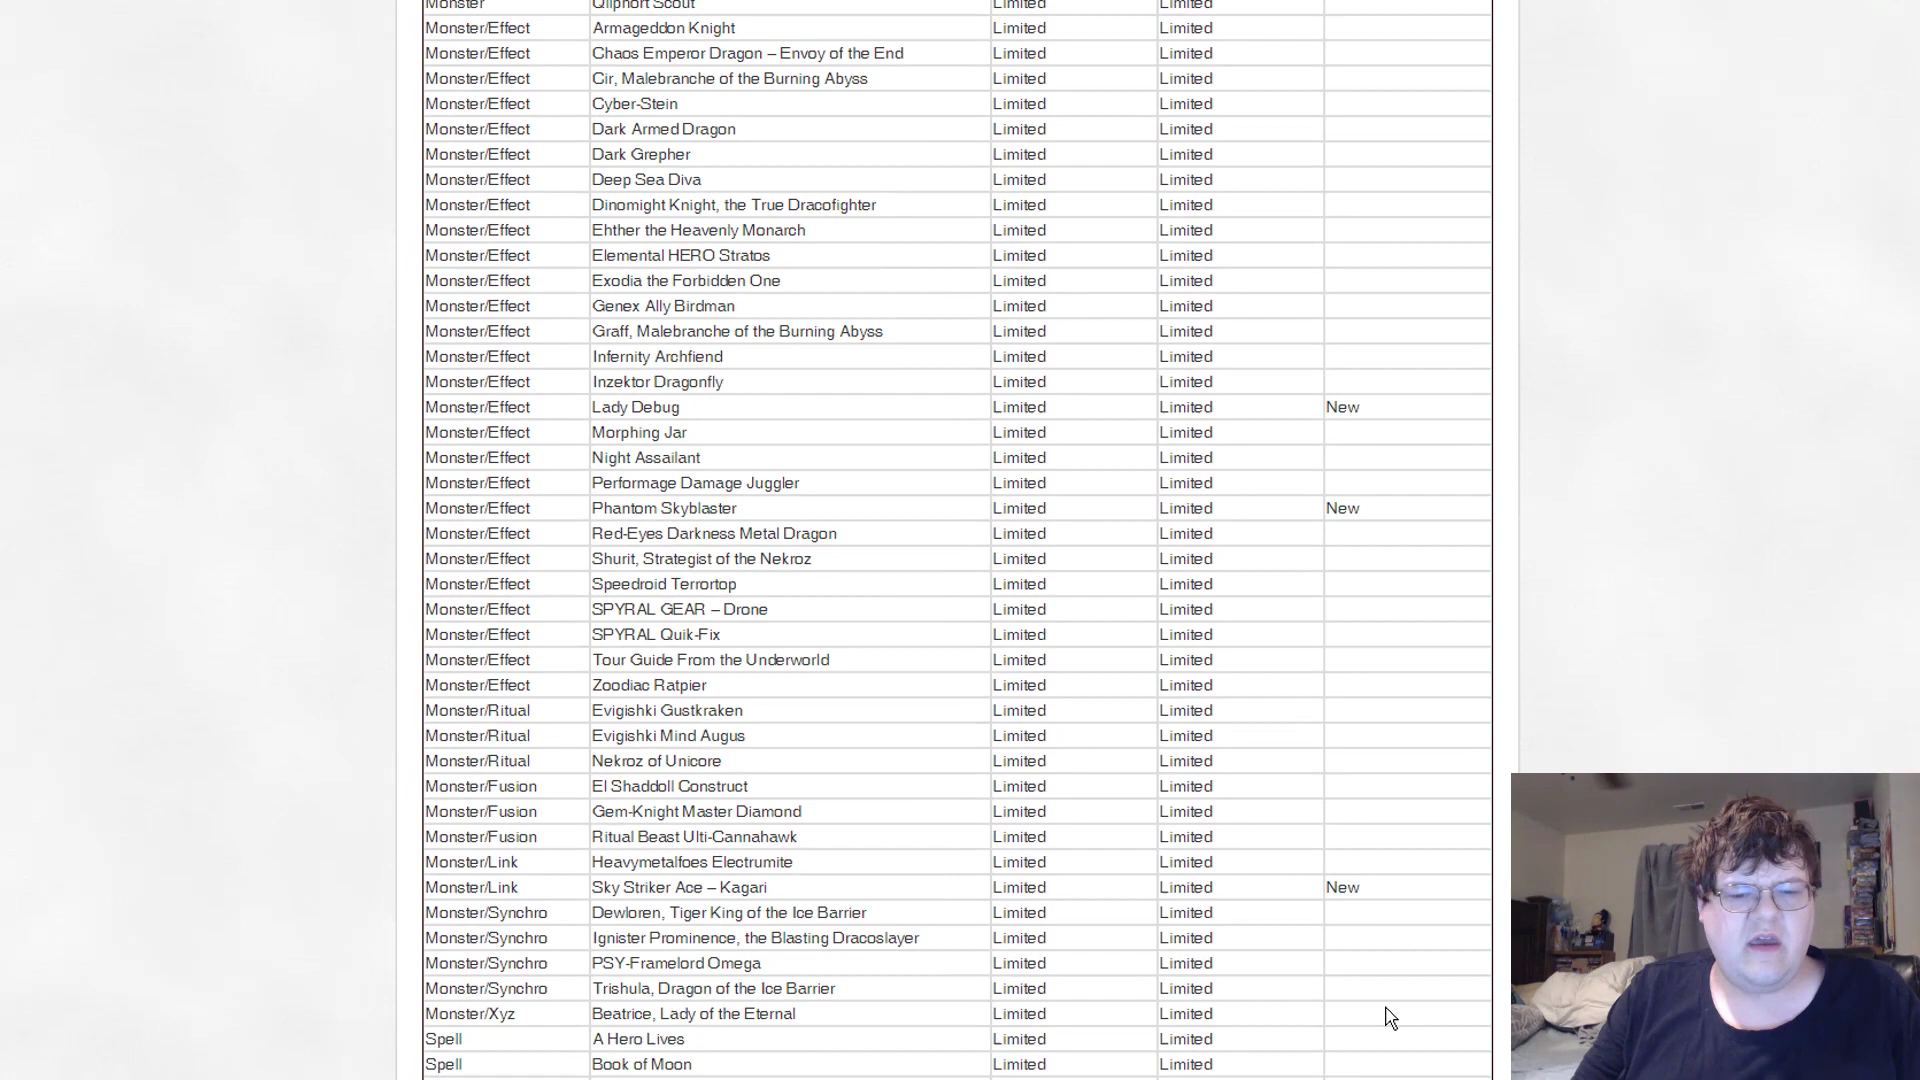 Monster Qliphort Scout Limited Limited
Monster/Effect Armageddon Knight Limited Limited
Monster/Effect Chaos Emperor Dragon – Envoy of the End Limited Limited
Monster/Effect Cir, Malebranche of the Burning Abyss Limited Limited
Monster/Effect Cyber-Stein Limited Limited
Monster/Effect Dark Armed Dragon Limited Limited
Monster/Effect Dark Grepher Limited Limited
Monster/Effect Deep Sea Diva Limited Limited
Monster/Effect Dinomight Knight, the True Dracofighter Limited Limited
Monster/Effect Ehther the Heavenly Monarch Limited Limited
Monster/Effect Elemental HERO Stratos Limited Limited
Monster/Effect Exodia the Forbidden One Limited Limited
Monster/Effect Genex Ally Birdman Limited Limited
Monster/Effect Graff, Malebranche of the Burning Abyss Limited Limited
Monster/Effect Infernity Archfiend Limited Limited
Monster/Effect Inzektor Dragonfly Limited Limited
Monster/Effect Lady Debug Limited Limited New
Monster/Effect Morphing Jar Limited Limited
Monster/Effect Night Assailant Limited Limited
Monster/Effect Performage Damage Juggler Limited Limited
Monster/Effect Phantom Skyblaster Limited Limited New
Monster/Effect Red-Eyes Darkness Metal Dragon Limited Limited
Monster/Effect Shurit, Strategist of the Nekroz Limited Limited
Monster/Effect Speedroid Terrortop Limited Limited
Monster/Effect SPYRAL GEAR – Drone Limited Limited
Monster/Effect SPYRAL Quik-Fix Limited Limited
Monster/Effect Tour Guide From the Underworld Limited Limited
Monster/Effect Zoodiac Ratpier Limited Limited
Monster/Ritual Evigishki Gustkraken Limited Limited
Monster/Ritual Evigishki Mind Augus Limited Limited
Monster/Ritual Nekroz of Unicore Limited Limited
Monster/Fusion El Shaddoll Construct Limited Limited
Monster/Fusion Gem-Knight Master Diamond Limited Limited
Monster/Fusion Ritual Beast Ulti-Cannahawk Limited Limited
Monster/Link Heavymetalfoes Electrumite Limited Limited
Monster/Link Sky Striker Ace – Kagari Limited Limited New
Monster/Synchro Dewloren, Tiger King of the Ice Barrier Limited Limited
Monster/Synchro Ignister Prominence, the Blasting Dracoslayer Limited Limited
Monster/Synchro PSY-Framelord Omega Limited Limited
Monster/Synchro Trishula, Dragon of the Ice Barrier Limited Limited
Monster/Xyz Beatrice, Lady of the Eternal Limited Limited
Spell A Hero Lives Limited Limited
Spell Book of Moon Limited Limited